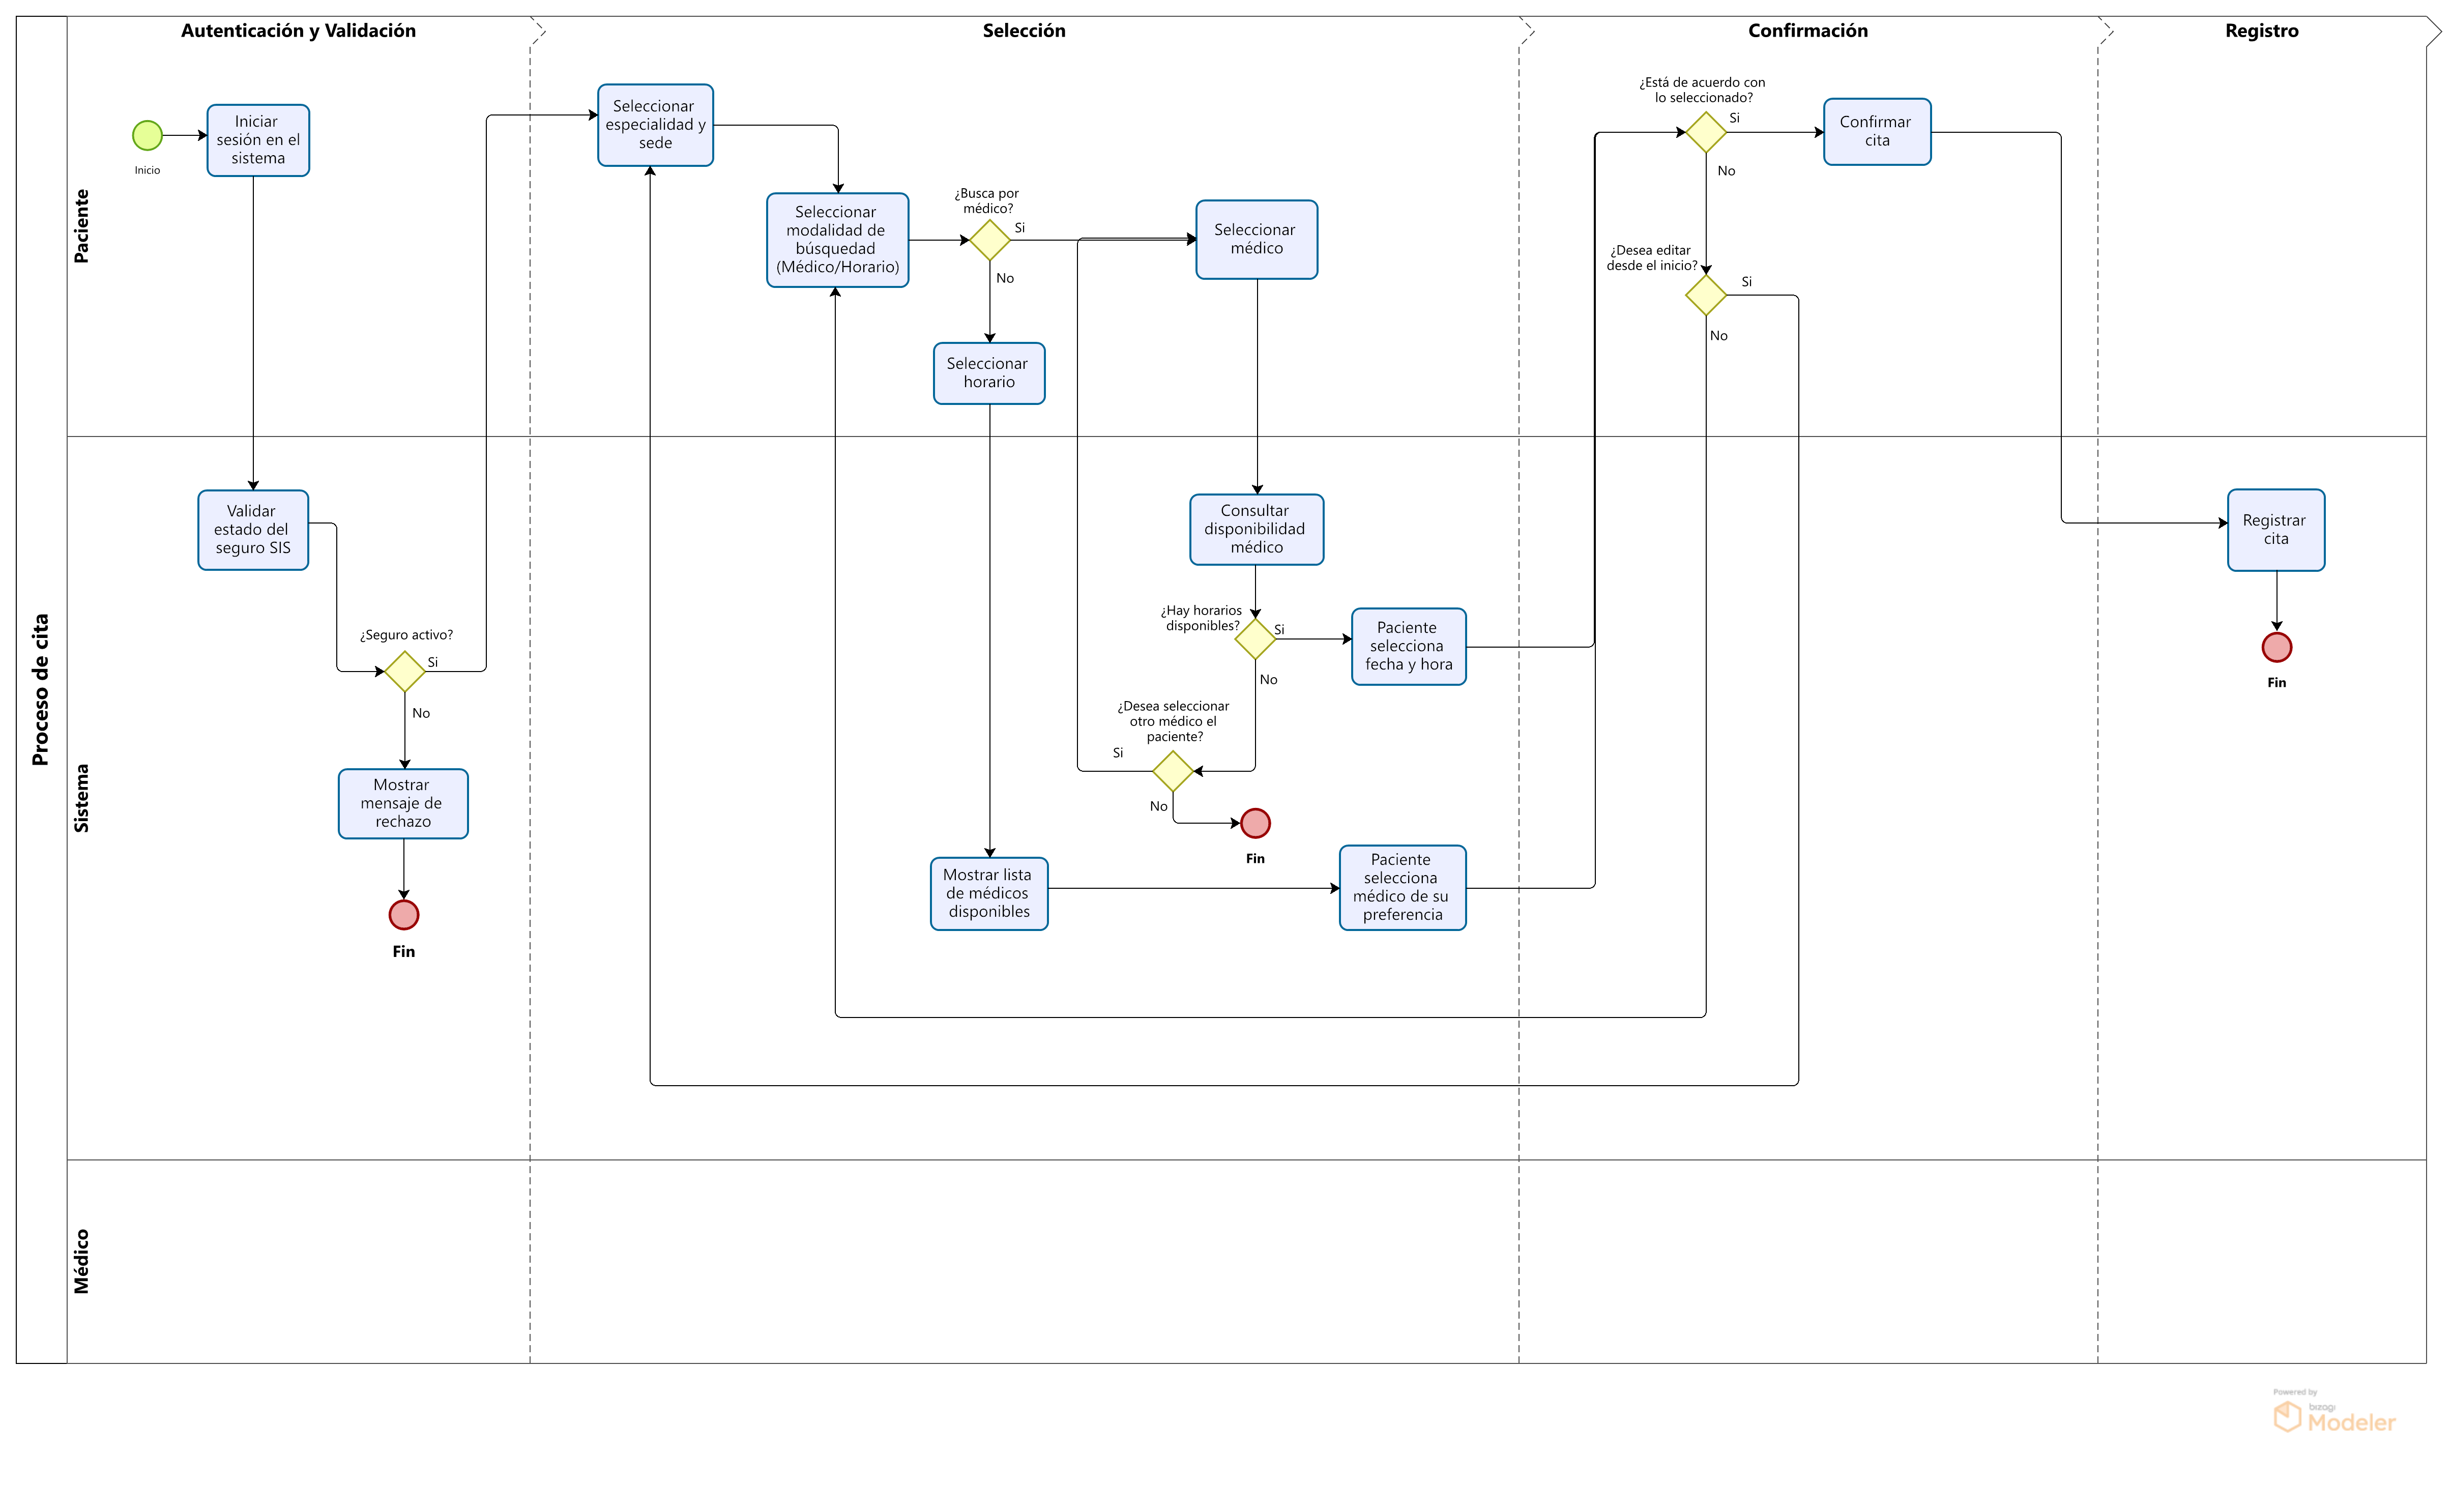 Autenticación y Validación
Selección
Confirmación
Registro
Proceso de cita
Paciente
Inicio
Iniciar
sesión en el
sistema
Seleccionar
especialidad y
sede
Seleccionar
modalidad de
búsquedad
(Médico/Horario)
¿Busca por
médico?
Si
No
Seleccionar
médico
Seleccionar
horario
¿Está de acuerdo con
lo seleccionado?
Si
No
Confirmar
cita
¿Desea editar
desde el inicio?
Si
No
Sistema
Validar
estado del
seguro SIS
¿Seguro activo?
Si
No
Mostrar
mensaje de
rechazo
Fin
Consultar
disponibilidad
médico
¿Hay horarios
disponibles?
Si
No
Paciente
selecciona
fecha y hora
¿Desea seleccionar
otro médico el
paciente?
Si
No
Fin
Mostrar lista
de médicos
disponibles
Paciente
selecciona
médico de su
preferencia
Registrar
cita
Fin
Médico
Powered by
bizagi
Modeler